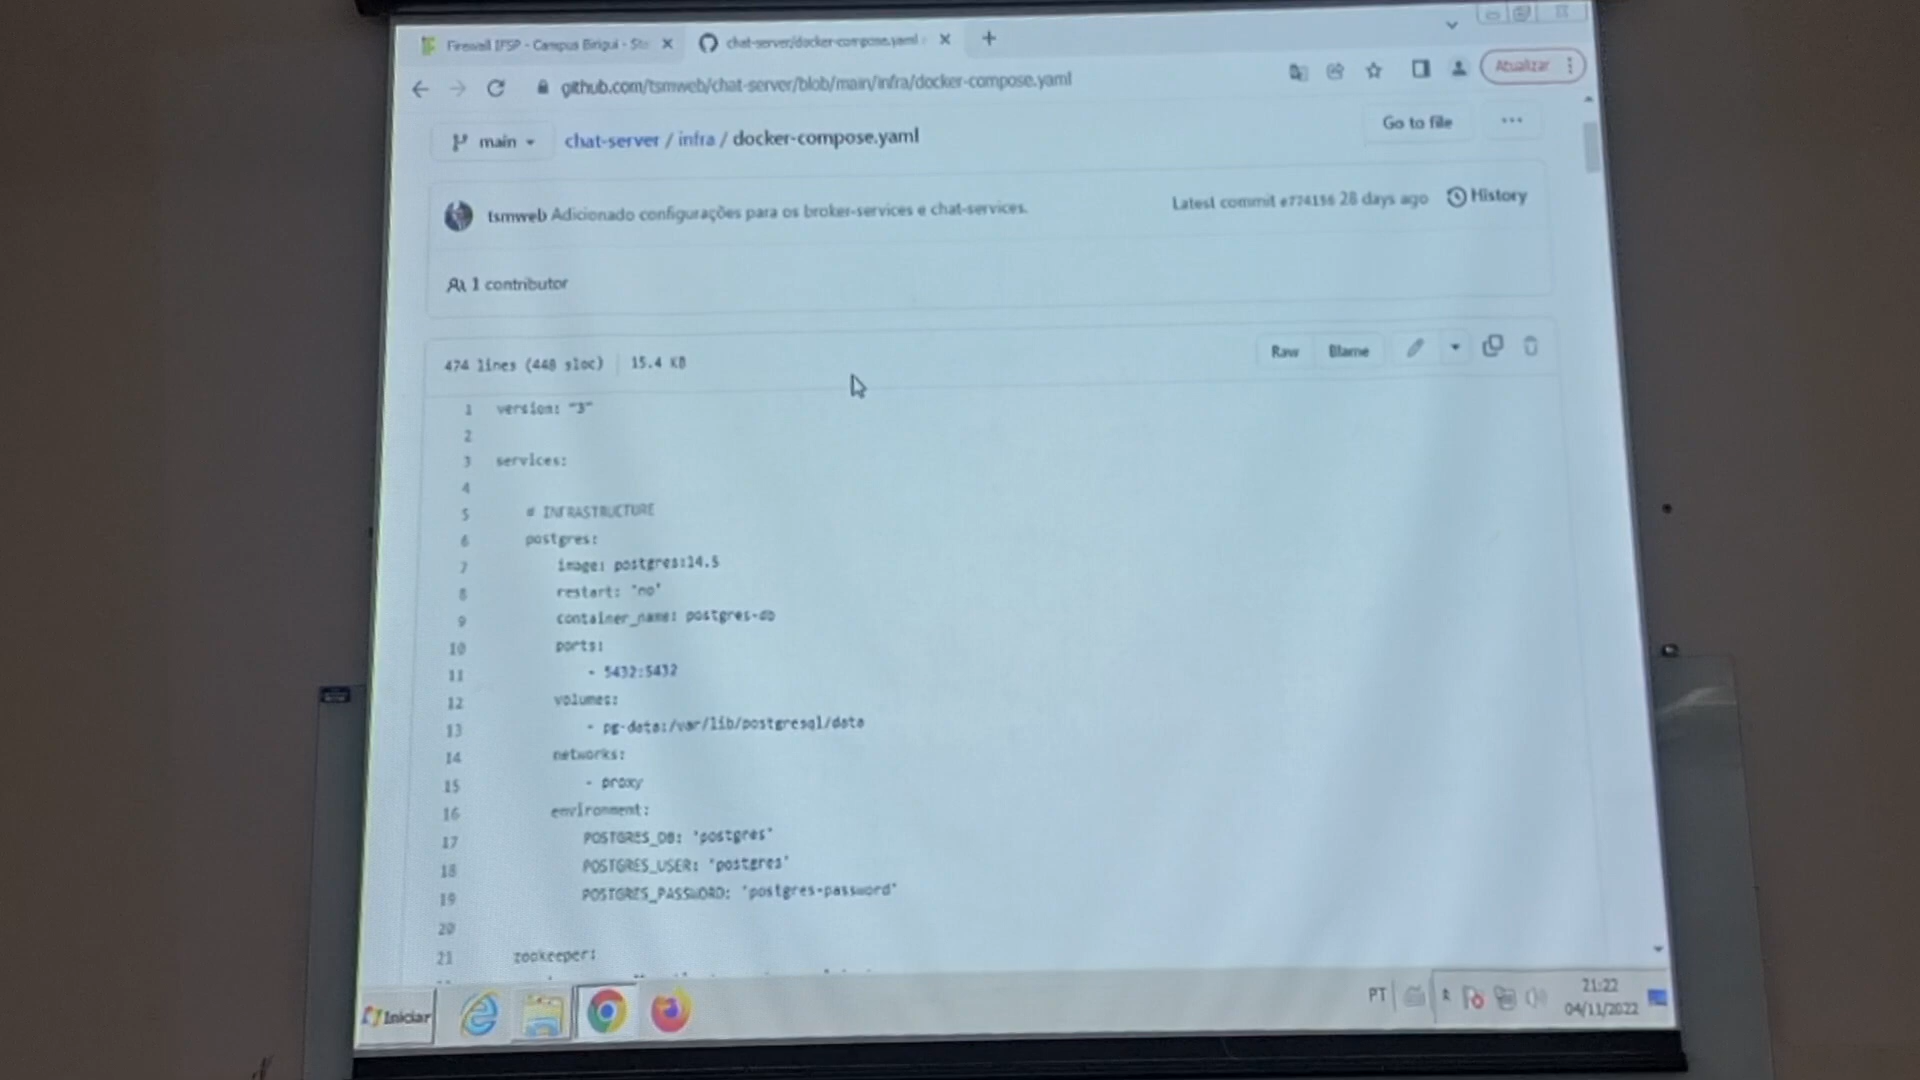 Firewall IFSP - Campus Birigui - Sto
chat-server/docker-compose.yaml
github.com/tsmweb/chat-server/blob/main/infra/docker-compose.yaml
Atualizar
main
chat-server / infra / docker-compose.yaml
Go to file
tsmweb Adicionado configurações para os broker-services e chat-services.
Latest commit e774156 28 days ago
History
1 contributor
474 lines (448 sloc) | 15.4 KB
Raw
Blame
1 version: "3"
2
3 services:
4
5 # INFRASTRUCTURE
6 postgres:
7 image: postgres:14.5
8 restart: 'no'
9 container_name: postgres-db
10 ports:
11 - 5432:5432
12 volumes:
13 - pg-data:/var/lib/postgresql/data
14 networks:
15 - proxy
16 environment:
17 POSTGRES_DB: 'postgres'
18 POSTGRES_USER: 'postgres'
19 POSTGRES_PASSWORD: 'postgres-password'
20
21 zookeeper:
Iniciar
PT
21:22
04/11/2022